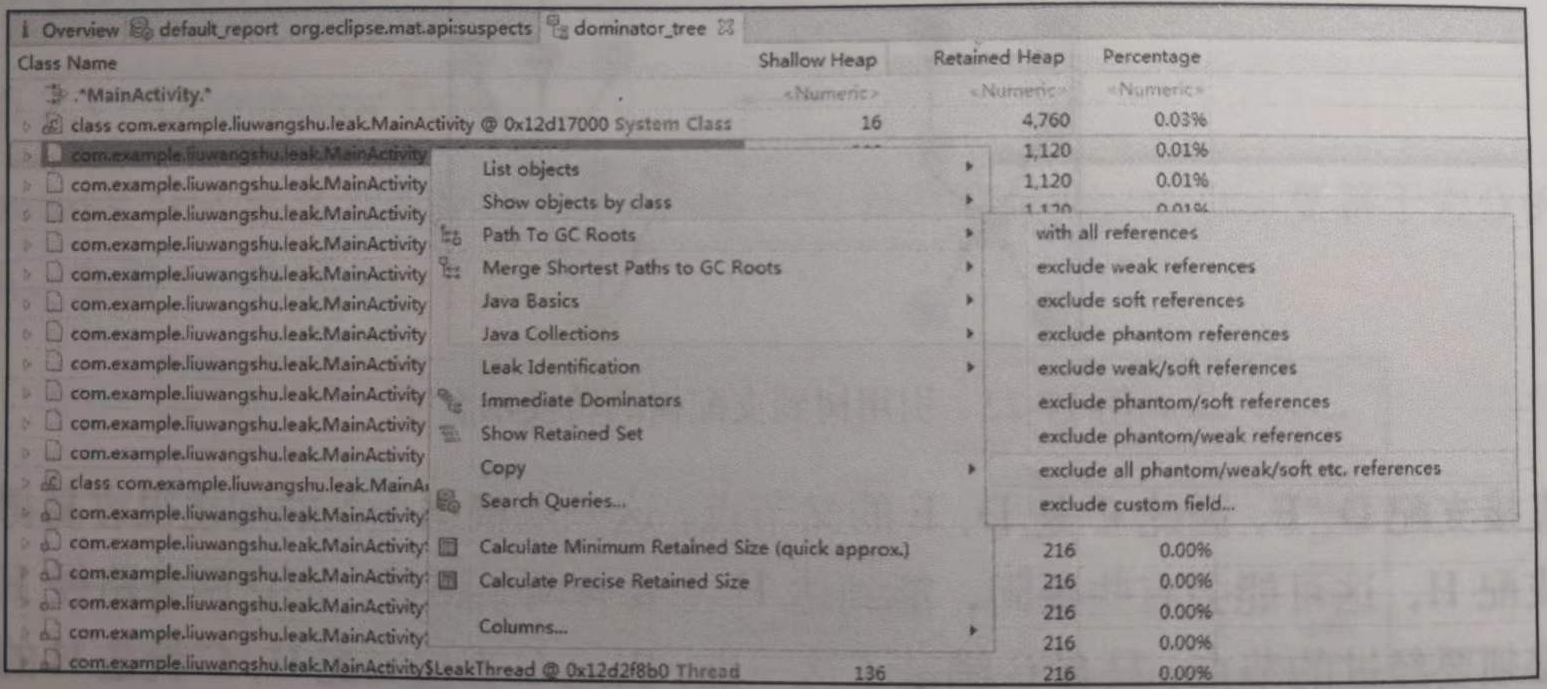 i Overview default_report org.eclipse.mat.api:suspects dominator_tree
Class Name Shallow Heap Retained Heap Percentage
.*MainActivity.* <Numeric> <Numeric> <Numeric>
class com.example.liuwangshu.leak.MainActivity @ 0x12d17000 System Class 16 4,760 0.03%
com.example.liuwangshu.leak.MainActivity 1,120 0.01%
com.example.liuwangshu.leak.MainActivity 1,120 0.01%
com.example.liuwangshu.leak.MainActivity 1,120 0.01%
com.example.liuwangshu.leak.MainActivity
com.example.liuwangshu.leak.MainActivity
com.example.liuwangshu.leak.MainActivity
com.example.liuwangshu.leak.MainActivity
com.example.liuwangshu.leak.MainActivity
com.example.liuwangshu.leak.MainActivity
com.example.liuwangshu.leak.MainActivity
com.example.liuwangshu.leak.MainActivity
class com.example.liuwangshu.leak.MainA
com.example.liuwangshu.leak.MainActivity
com.example.liuwangshu.leak.MainActivity 216 0.00%
com.example.liuwangshu.leak.MainActivity 216 0.00%
com.example.liuwangshu.leak.MainActivity 216 0.00%
com.example.liuwangshu.leak.MainActivity 216 0.00%
com.example.liuwangshu.leak.MainActivity$LeakThread @ 0x12d2f8b0 Thread 136 216 0.00%
List objects
Show objects by class
Path To GC Roots
Merge Shortest Paths to GC Roots
Java Basics
Java Collections
Leak Identification
Immediate Dominators
Show Retained Set
Copy
Search Queries...
Calculate Minimum Retained Size (quick approx.)
Calculate Precise Retained Size
Columns...
with all references
exclude weak references
exclude soft references
exclude phantom references
exclude weak/soft references
exclude phantom/soft references
exclude phantom/weak references
exclude all phantom/weak/soft etc. references
exclude custom field...